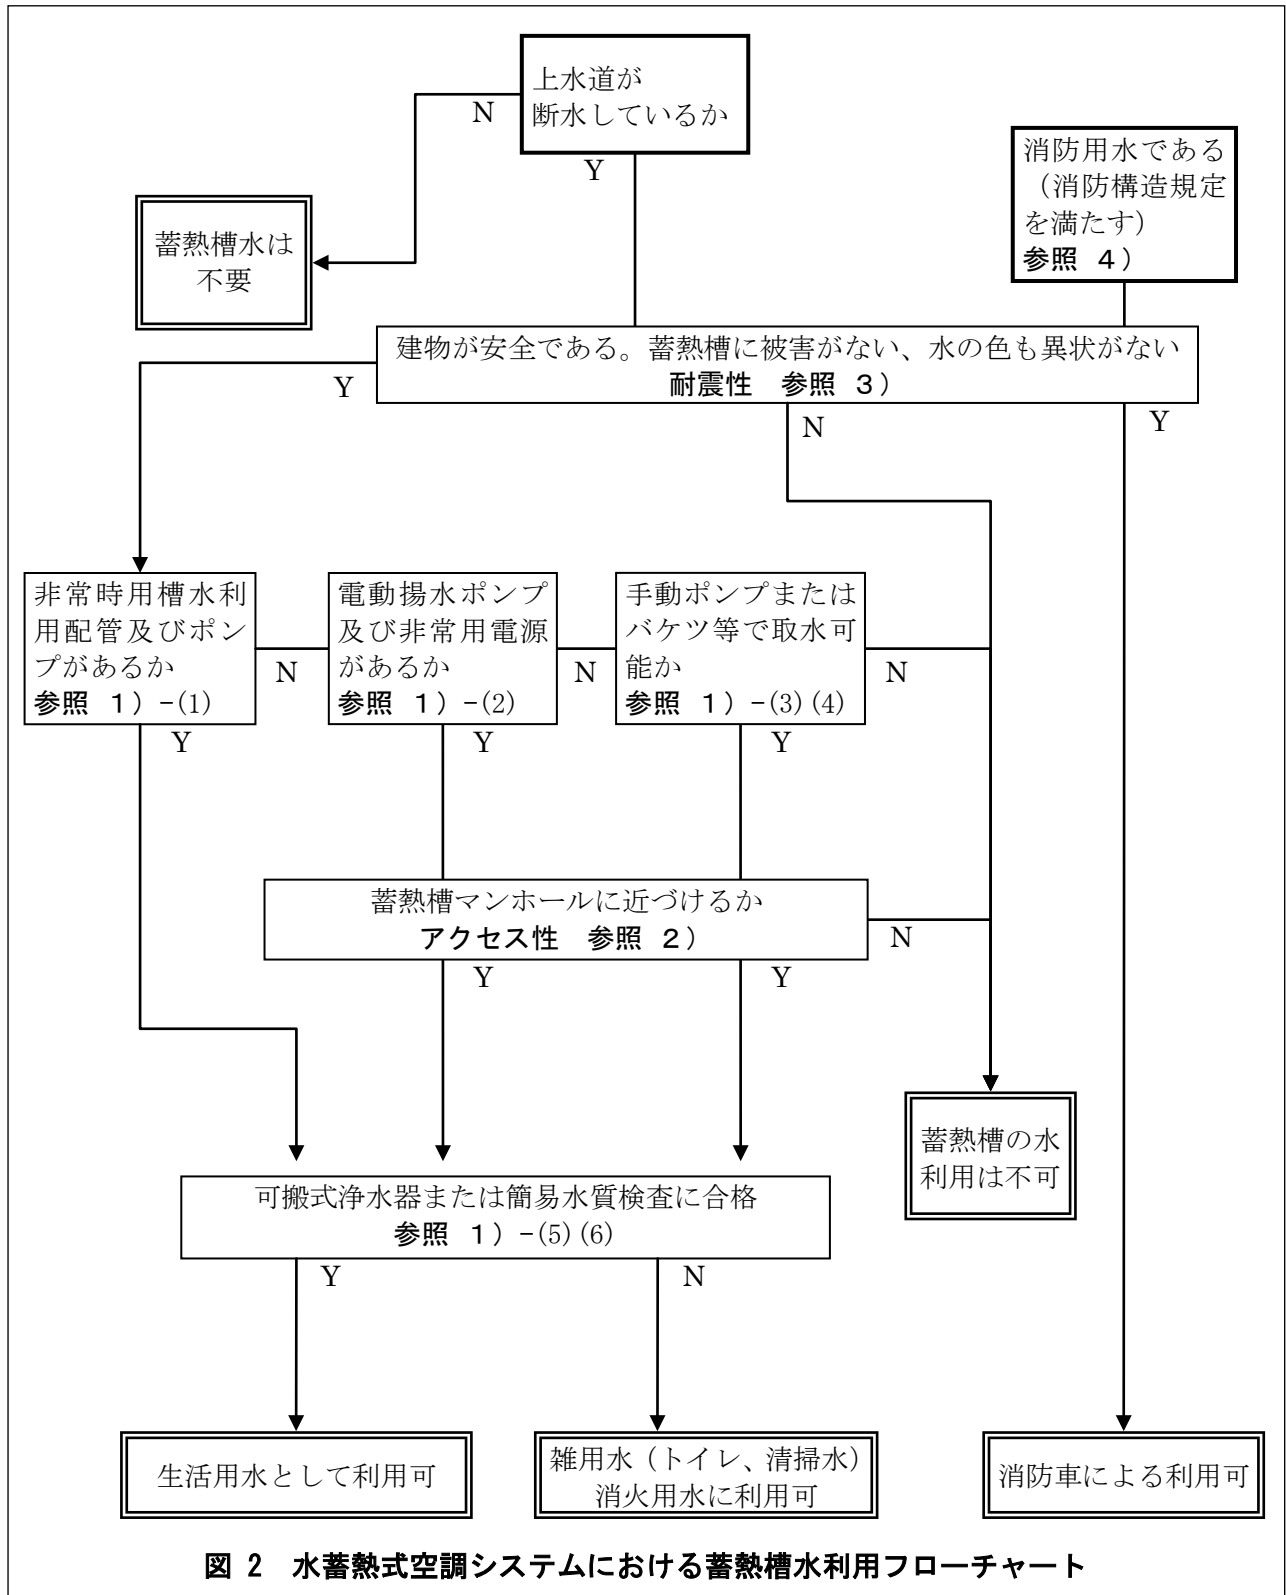 上水道が
断水しているか
N
Y
消防用水である
（消防構造規定
を満たす）
参照 ４）
蓄熱槽水は
不要
建物が安全である。蓄熱槽に被害がない、水の色も異状がない
耐震性　参照 ３）
Y
N
Y
非常時用槽水利
用配管及びポン
プがあるか
参照 １）-(1)
N
Y
電動揚水ポンプ
及び非常用電源
があるか
参照 １）-(2)
N
Y
手動ポンプまたは
バケツ等で取水可
能か
参照 １）-(3)(4)
N
Y
蓄熱槽マンホールに近づけるか
アクセス性　参照 ２）
N
Y
Y
蓄熱槽の水
利用は不可
可搬式浄水器または簡易水質検査に合格
参照 １）-(5)(6)
Y
N
生活用水として利用可
雑用水（トイレ、清掃水）
消火用水に利用可
消防車による利用可
図 2　水蓄熱式空調システムにおける蓄熱槽水利用フローチャート